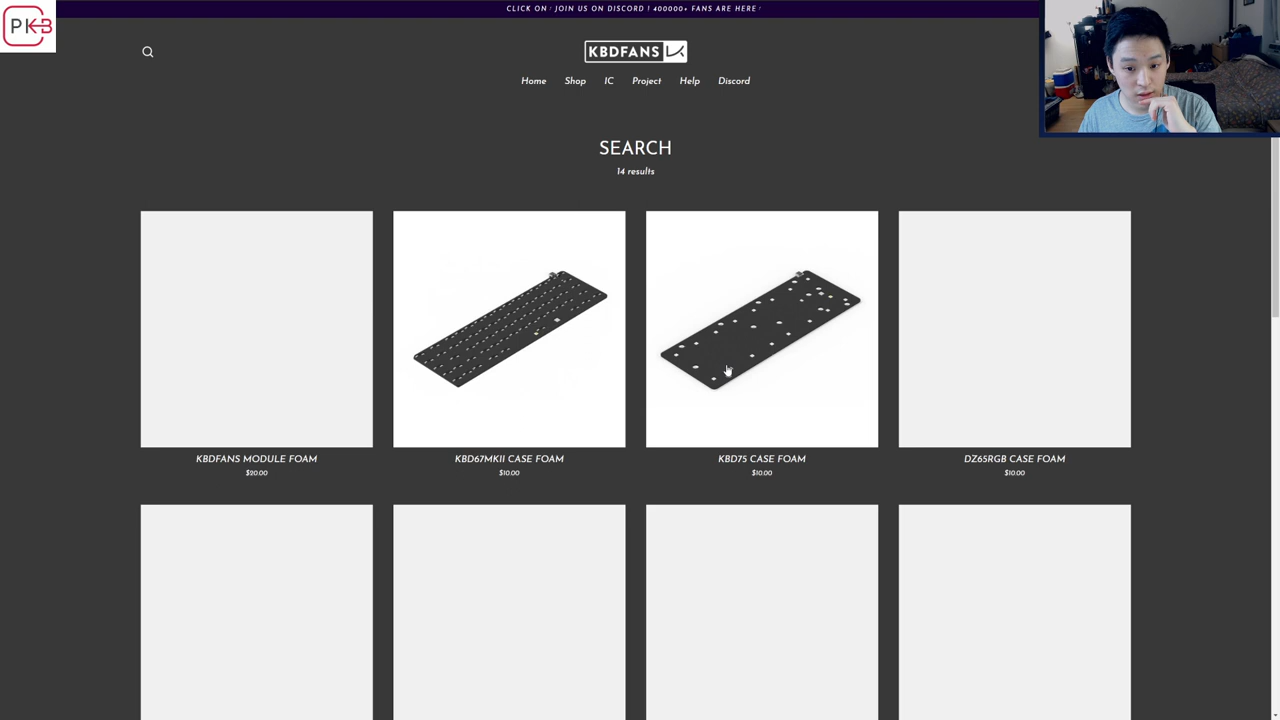 CLICK ON : JOIN US ON DISCORD ! 400000+ FANS ARE HERE :
PKB
KBDFANS
Home Shop IC Project Help Discord
SEARCH
14 results
KBDFANS MODULE FOAM
$20.00
KBD67MKII CASE FOAM
$10.00
KBD75 CASE FOAM
$10.00
DZ65RGB CASE FOAM
$10.00